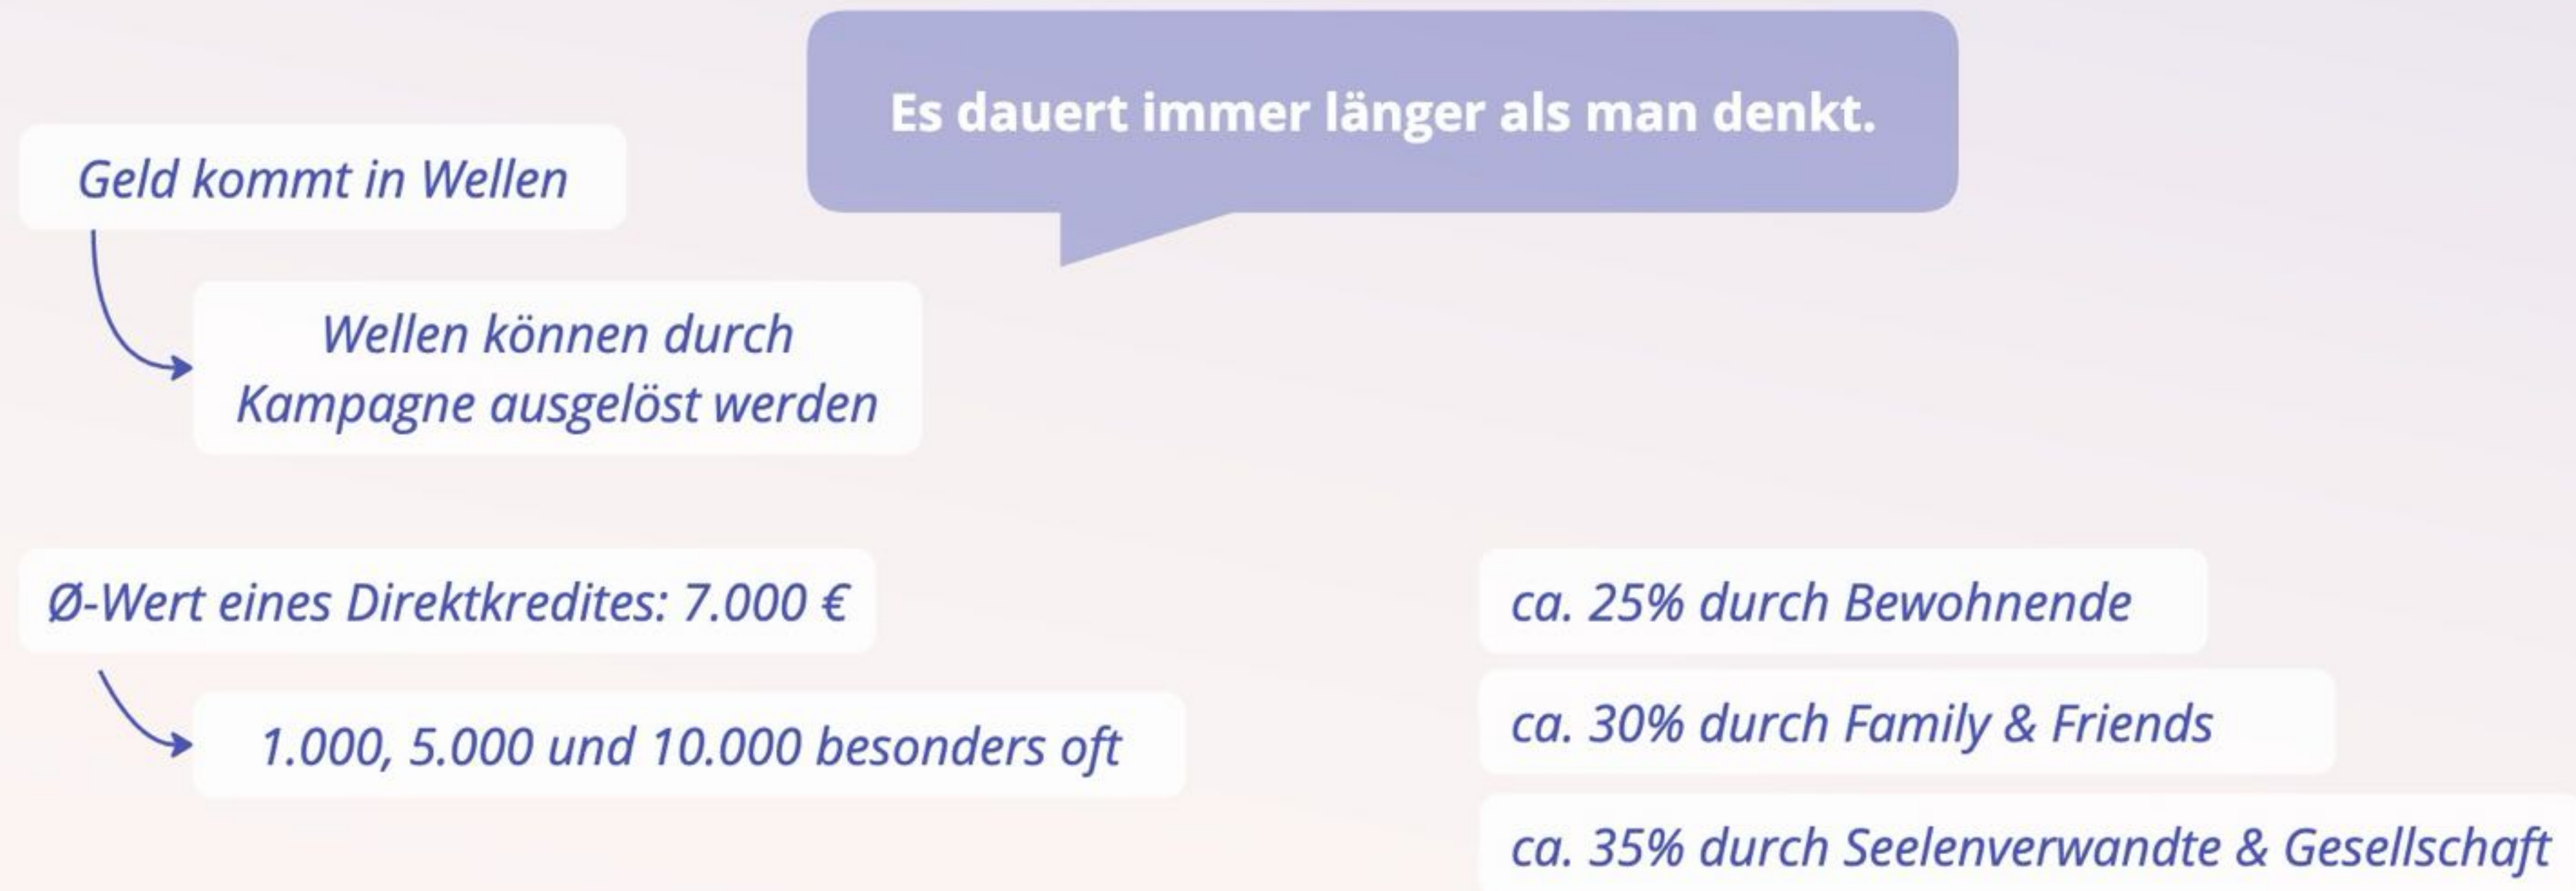 Es dauert immer länger als man denkt.
Geld kommt in Wellen
Wellen können durch
Kampagne ausgelöst werden
Ø-Wert eines Direktkredites: 7.000 €
1.000, 5.000 und 10.000 besonders oft
ca. 25% durch Bewohnende
ca. 30% durch Family & Friends
ca. 35% durch Seelenverwandte & Gesellschaft